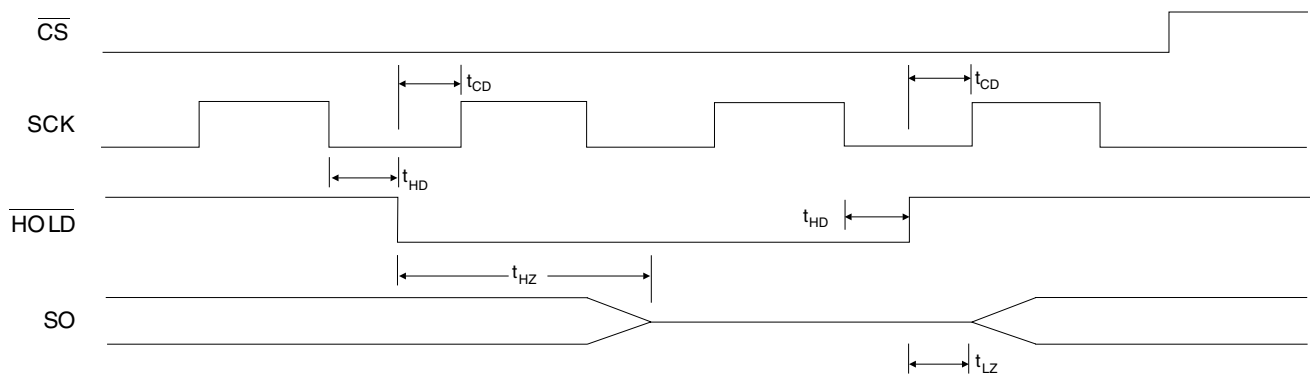 CS
t_CD
t_CD
SCK
t_HD
HOLD
t_HD
t_HZ
SO
t_LZ